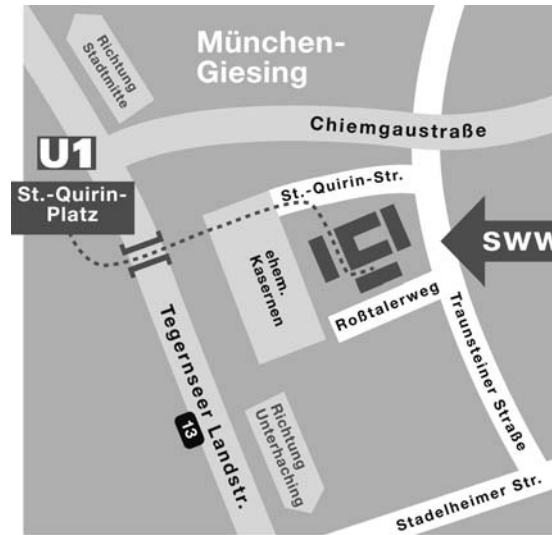 München-
Giesing
Richtung
Stadtmitte
Chiemgaustraße
U1
St.-Quirin-
Platz
St.-Quirin-Str.
SWW
ehem.
Kasernen
Roßtalerweg
Traunsteiner Straße
Tegernseer Landstr.
13
Richtung
Unterhaching
Stadelheimer Str.